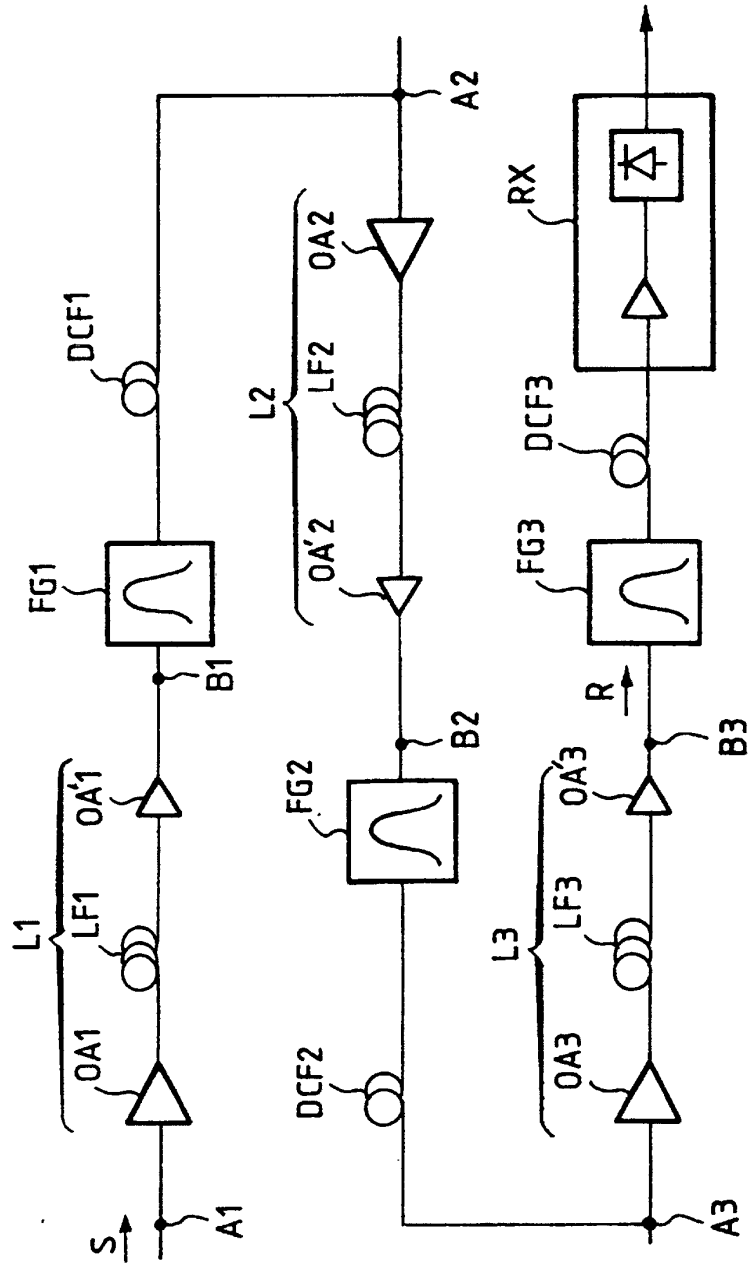 L1
OA1
LF1
OA'1
FG1
DCF1
S
A1
B1
A2
L2
OA2
LF2
OA'2
FG2
B2
DCF2
L3
OA3
LF3
OA'3
FG3
DCF3
RX
R
A3
B3